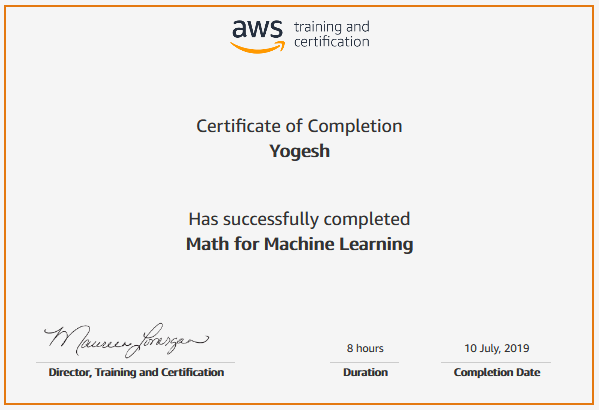 aws training and
certification
Certificate of Completion
Yogesh
Has successfully completed
Math for Machine Learning
Maureen Lonergan
8 hours
10 July, 2019
Director, Training and Certification
Duration
Completion Date